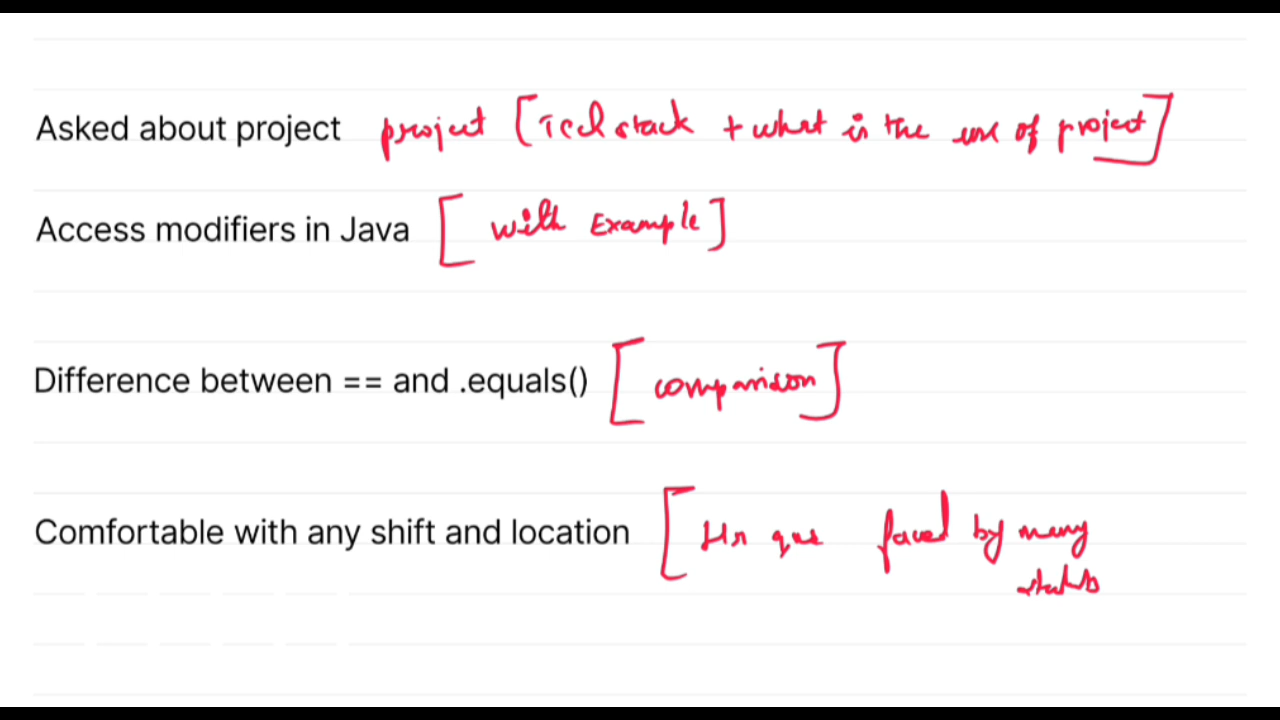 Asked about project project [Tech stack + what is the use of project]
Access modifiers in Java [with Example]
Difference between == and .equals() [comparison]
Comfortable with any shift and location [Hr que faced by many